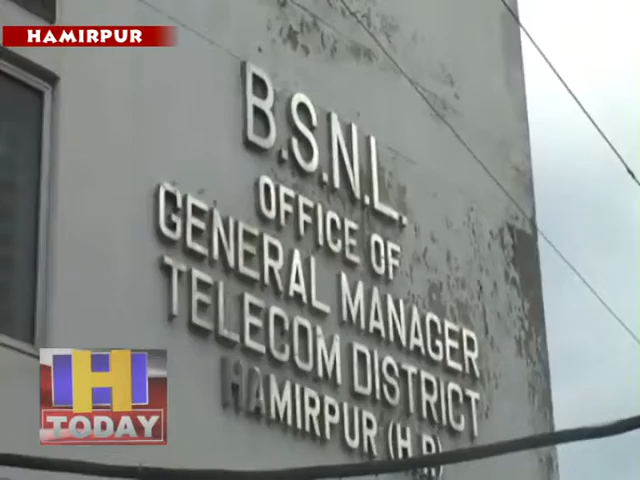 HAMIRPUR
B.S.N.L.
OFFICE OF
GENERAL MANAGER
TELECOM DISTRICT
HAMIRPUR (H.P.)
H
TODAY